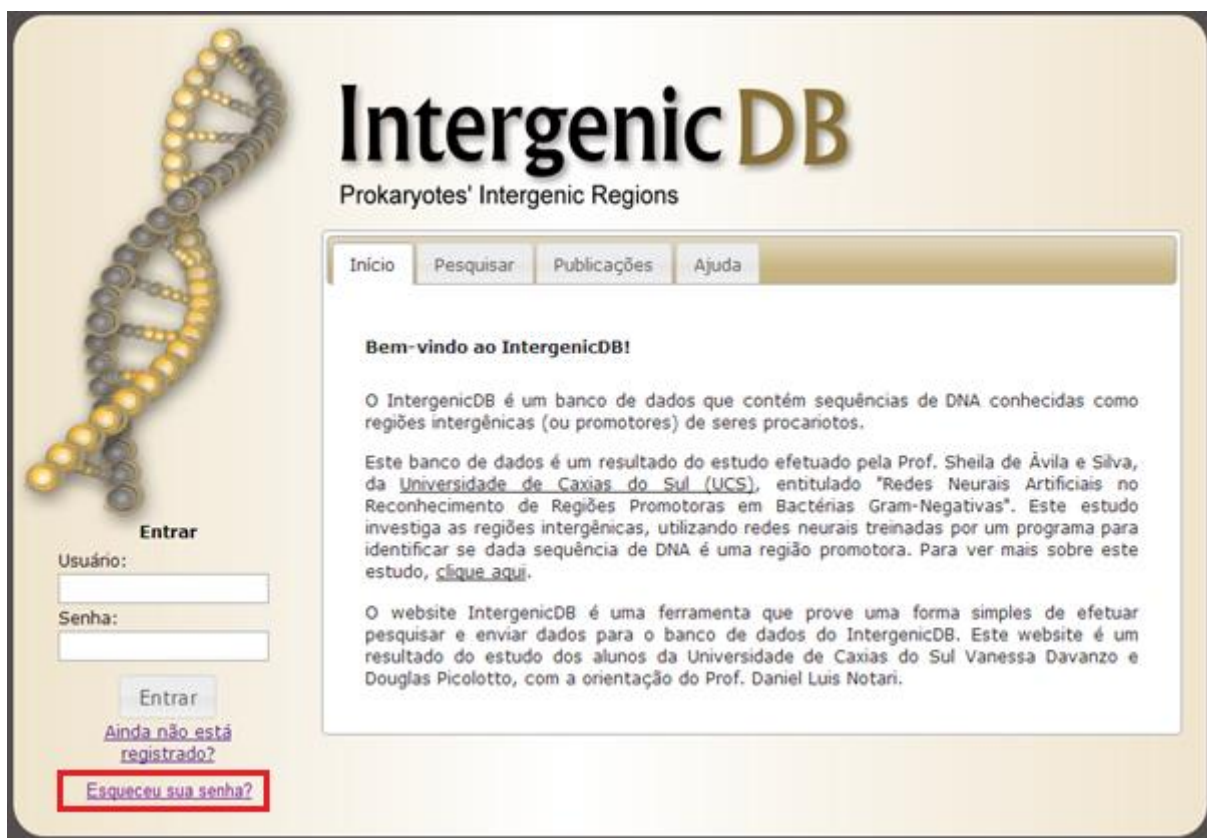 Intergenic DB
Prokaryotes' Intergenic Regions
Início Pesquisar Publicações Ajuda
Bem-vindo ao IntergenicDB!
O IntergenicDB é um banco de dados que contém sequências de DNA conhecidas como
regiões intergênicas (ou promotores) de seres procariotos.
Este banco de dados é um resultado do estudo efetuado pela Prof. Sheila de Ávila e Silva,
da Universidade de Caxias do Sul (UCS), entitulado "Redes Neurais Artificiais no
Reconhecimento de Regiões Promotoras em Bactérias Gram-Negativas". Este estudo
investiga as regiões intergênicas, utilizando redes neurais treinadas por um programa para
identificar se dada sequência de DNA é uma região promotora. Para ver mais sobre este
estudo, clique aqui.
O website IntergenicDB é uma ferramenta que prove uma forma simples de efetuar
pesquisar e enviar dados para o banco de dados do IntergenicDB. Este website é um
resultado do estudo dos alunos da Universidade de Caxias do Sul Vanessa Davanzo e
Douglas Picolotto, com a orientação do Prof. Daniel Luis Notari.
Entrar
Usuário:
Senha:
Entrar
Ainda não está
registrado?
Esqueceu sua senha?